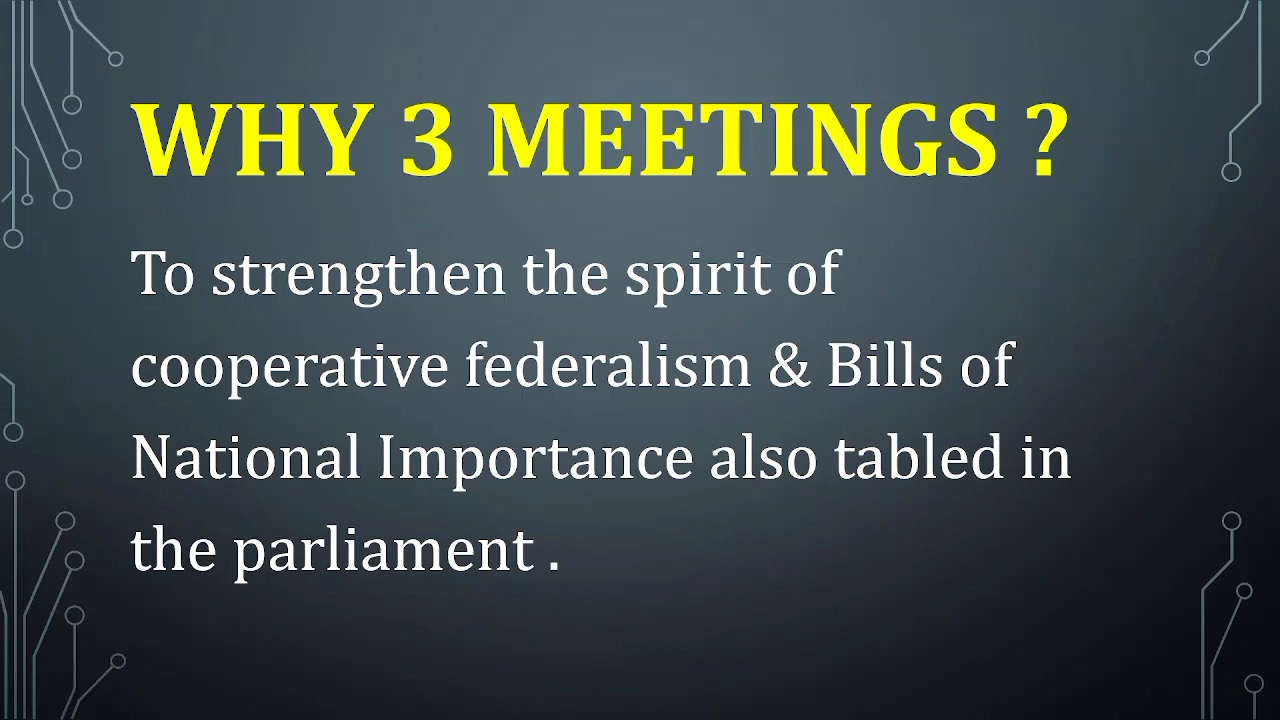 WHY 3 MEETINGS ?
To strengthen the spirit of
cooperative federalism & Bills of
National Importance also tabled in
the parliament .